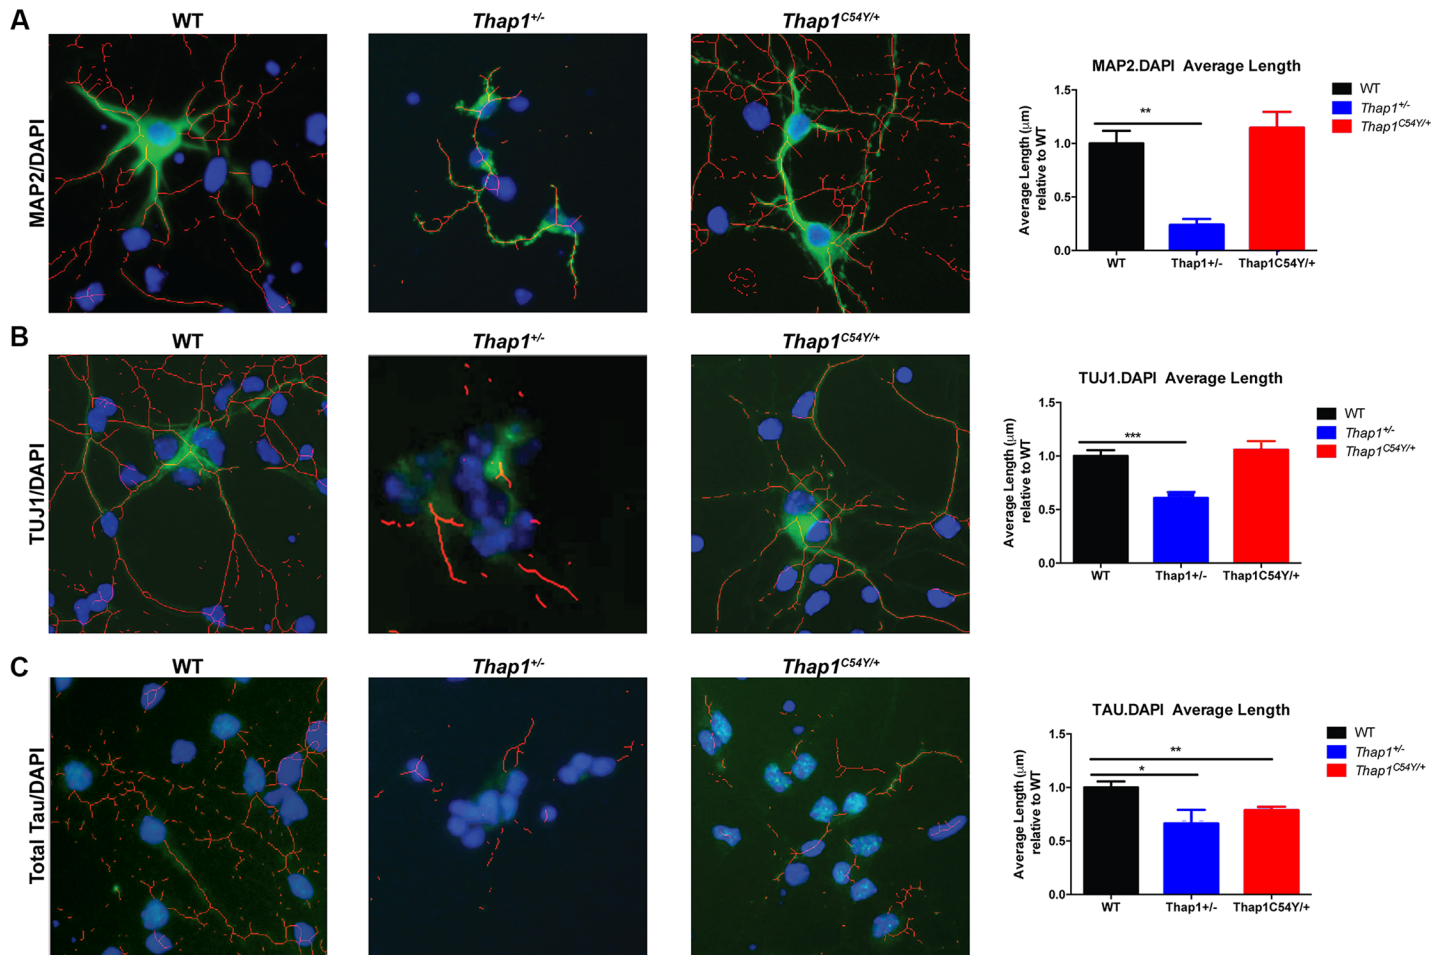 A
WT
Thap1+/-
Thap1C54Y/+
MAP2/DAPI
MAP2.DAPI Average Length
Average Length (μm)
relative to WT
1.5
1.0
0.5
0.0
**
WT
Thap1+/-
Thap1C54Y/+
WT
Thap1+/-
Thap1C54Y/+
B
WT
Thap1+/-
Thap1C54Y/+
TUJ1/DAPI
TUJ1.DAPI Average Length
Average Length (μm)
relative to WT
1.5
1.0
0.5
0.0
***
WT
Thap1+/-
Thap1C54Y/+
WT
Thap1+/-
Thap1C54Y/+
C
WT
Thap1+/-
Thap1C54Y/+
Total Tau/DAPI
TAU.DAPI Average Length
Average Length (μm)
relative to WT
1.5
1.0
0.5
0.0
**
*
WT
Thap1+/-
Thap1C54Y/+
WT
Thap1+/-
Thap1C54Y/+